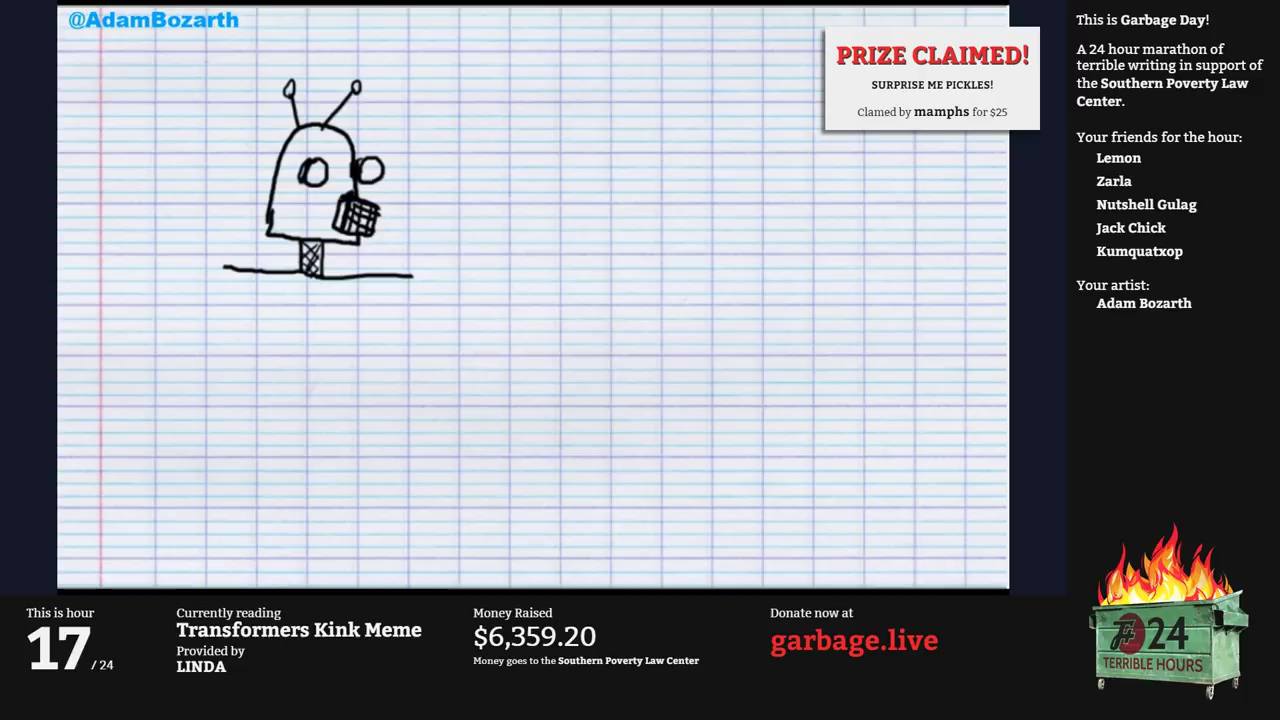 @AdamBozarth
PRIZE CLAIMED!
SURPRISE ME PICKLES!
Clamed by mamphs for $25
This is Garbage Day!
A 24 hour marathon of
terrible writing in support of
the Southern Poverty Law
Center.
Your friends for the hour:
Lemon
Zarla
Nutshell Gulag
Jack Chick
Kumquatxop
Your artist:
Adam Bozarth
This is hour
17 / 24
Currently reading
Transformers Kink Meme
Provided by
LINDA
Money Raised
$6,359.20
Money goes to the Southern Poverty Law Center
Donate now at
garbage.live
24
TERRIBLE HOURS